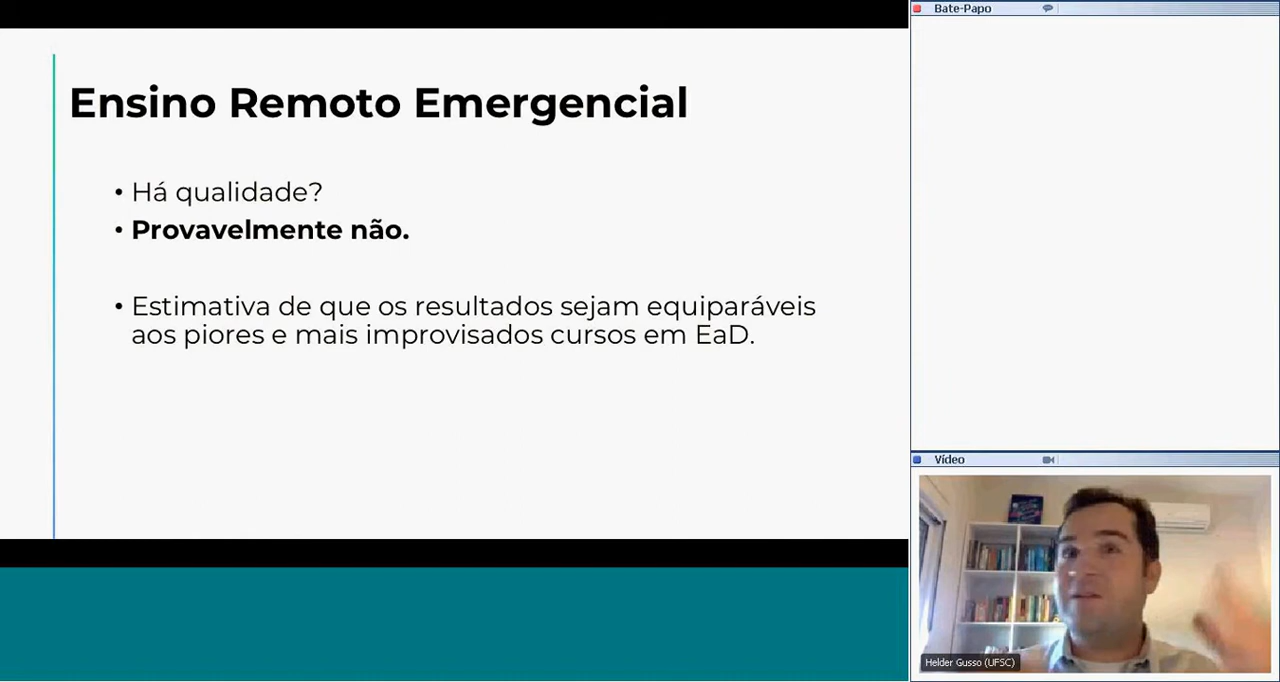 Ensino Remoto Emergencial
• Há qualidade?
• Provavelmente não.
• Estimativa de que os resultados sejam equiparáveis
aos piores e mais improvisados cursos em EaD.
Bate-Papo
Vídeo
Helder Gusso (UFSC)